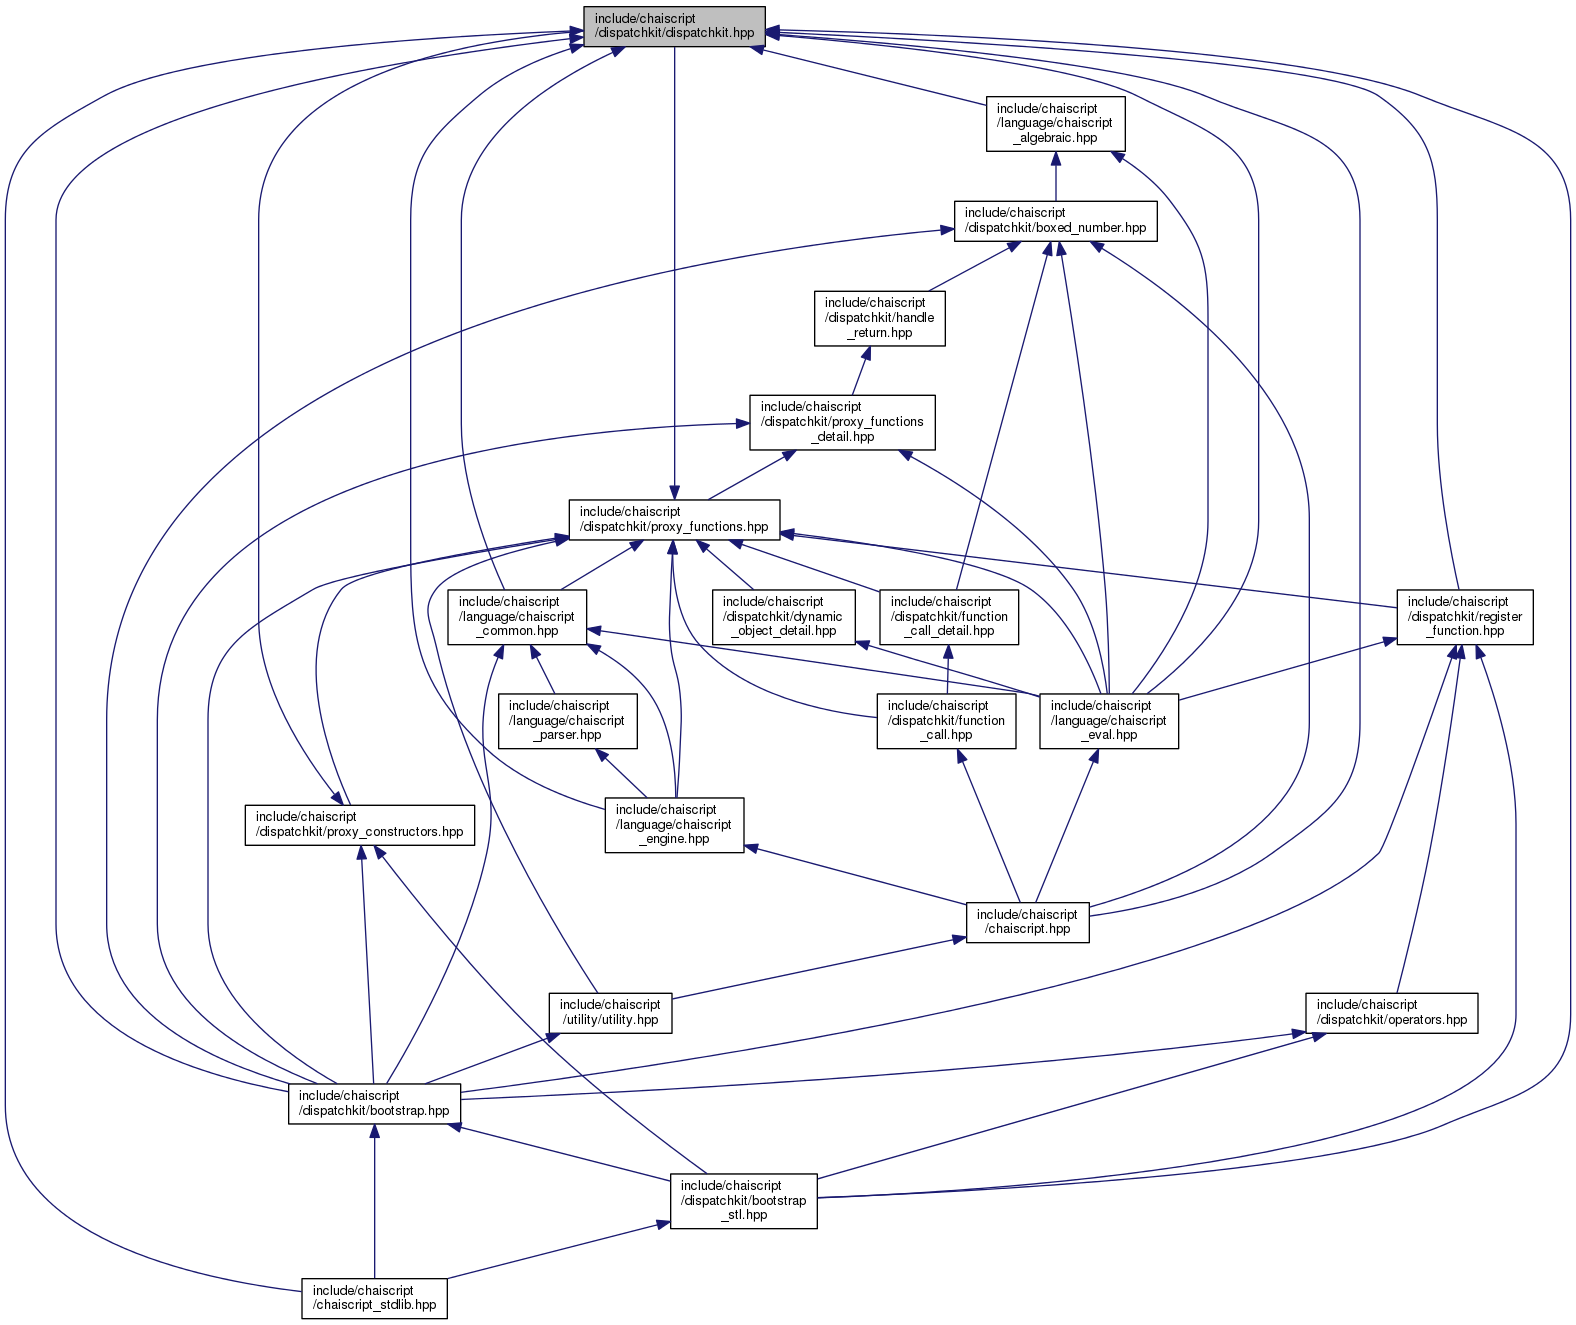 include/chaiscript
/dispatchkit/dispatchkit.hpp
include/chaiscript
/language/chaiscript
_algebraic.hpp
include/chaiscript
/dispatchkit/boxed_number.hpp
include/chaiscript
/dispatchkit/handle
_return.hpp
include/chaiscript
/dispatchkit/proxy_functions
_detail.hpp
include/chaiscript
/dispatchkit/proxy_functions.hpp
include/chaiscript
/language/chaiscript
_common.hpp
include/chaiscript
/dispatchkit/dynamic
_object_detail.hpp
include/chaiscript
/dispatchkit/function
_call_detail.hpp
include/chaiscript
/dispatchkit/register
_function.hpp
include/chaiscript
/language/chaiscript
_parser.hpp
include/chaiscript
/dispatchkit/function
_call.hpp
include/chaiscript
/language/chaiscript
_eval.hpp
include/chaiscript
/dispatchkit/proxy_constructors.hpp
include/chaiscript
/language/chaiscript
_engine.hpp
include/chaiscript
/chaiscript.hpp
include/chaiscript
/utility/utility.hpp
include/chaiscript
/dispatchkit/operators.hpp
include/chaiscript
/dispatchkit/bootstrap.hpp
include/chaiscript
/dispatchkit/bootstrap
_stl.hpp
include/chaiscript
/chaiscript_stdlib.hpp